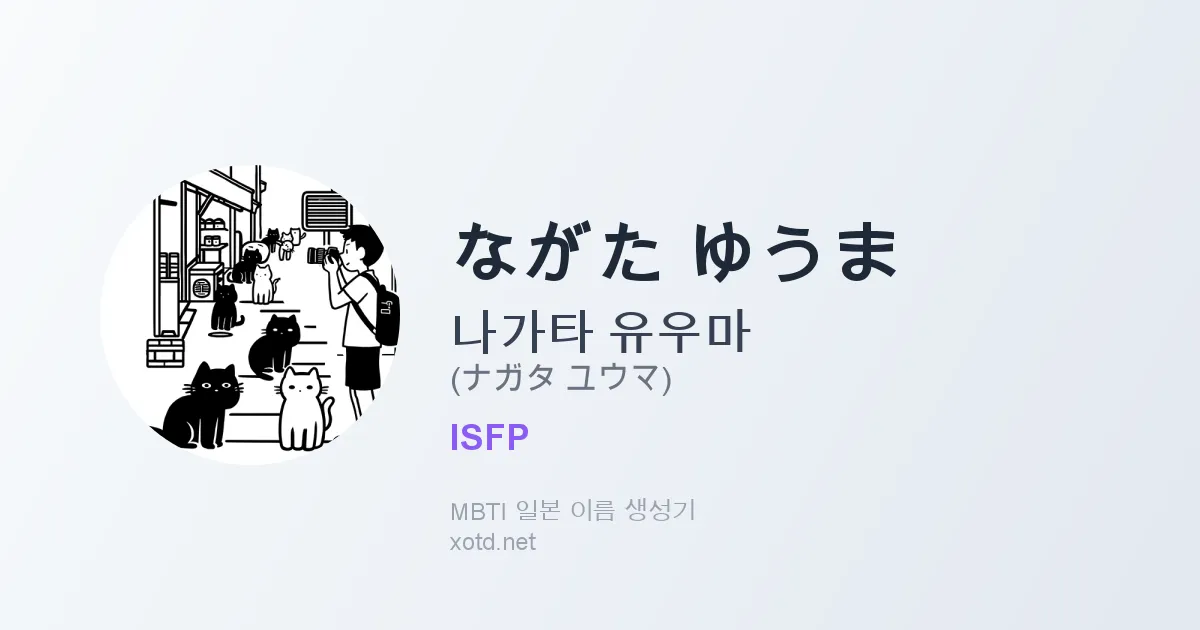 ながた ゆうま
나가타 유우마
(ナガタ ユウマ)
ISFP
MBTI 일본 이름 생성기
xotd.net